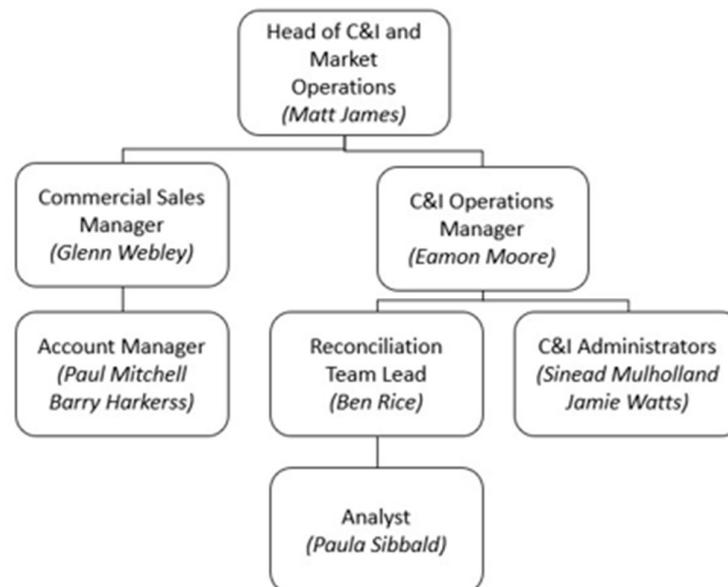 Head of C&I and
Market
Operations
(Matt James)
Commercial Sales
Manager
(Glenn Webley)
C&I Operations
Manager
(Eamon Moore)
Account Manager
(Paul Mitchell
Barry Harkerss)
Reconciliation
Team Lead
(Ben Rice)
C&I Administrators
(Sinead Mulholland
Jamie Watts)
Analyst
(Paula Sibbald)